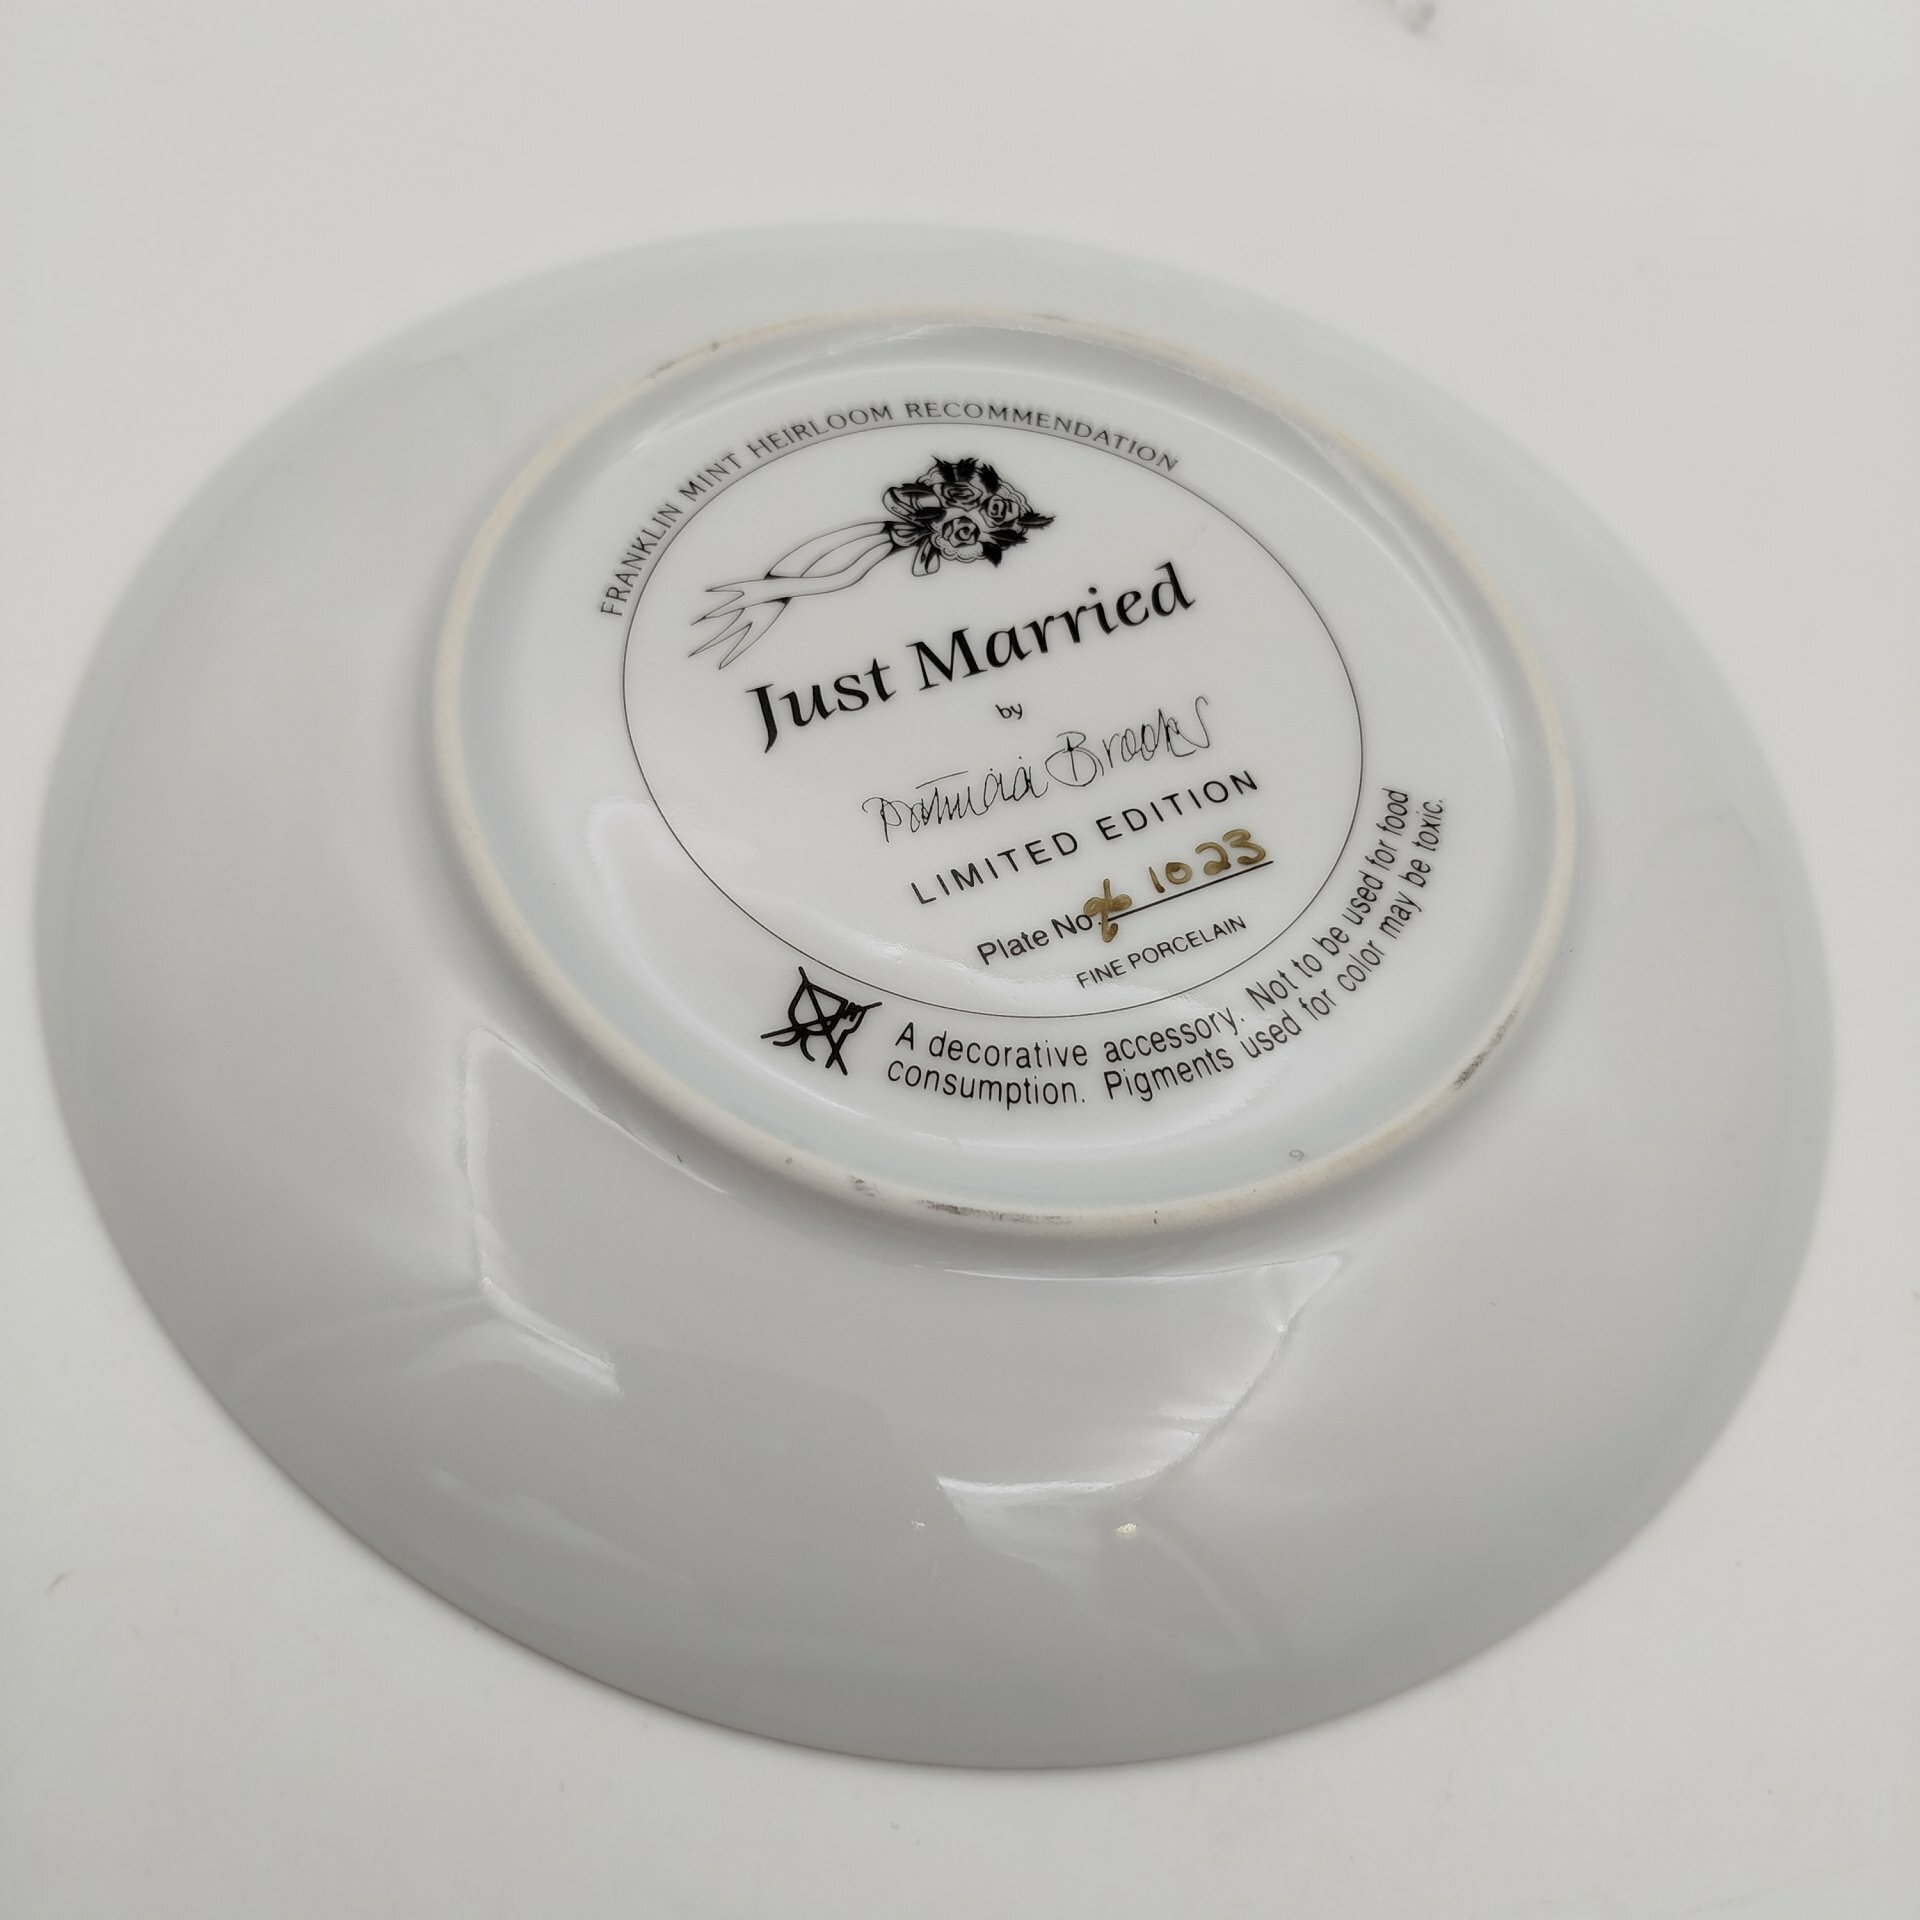 FRANKLIN MINT HEIRLOOM RECOMMENDATION
Just Married
by
Patricia Brooks
LIMITED EDITION
Plate No. 1023
FINE PORCELAIN
A decorative accessory. Not to be used for food
consumption. Pigments used for color may be toxic.
9